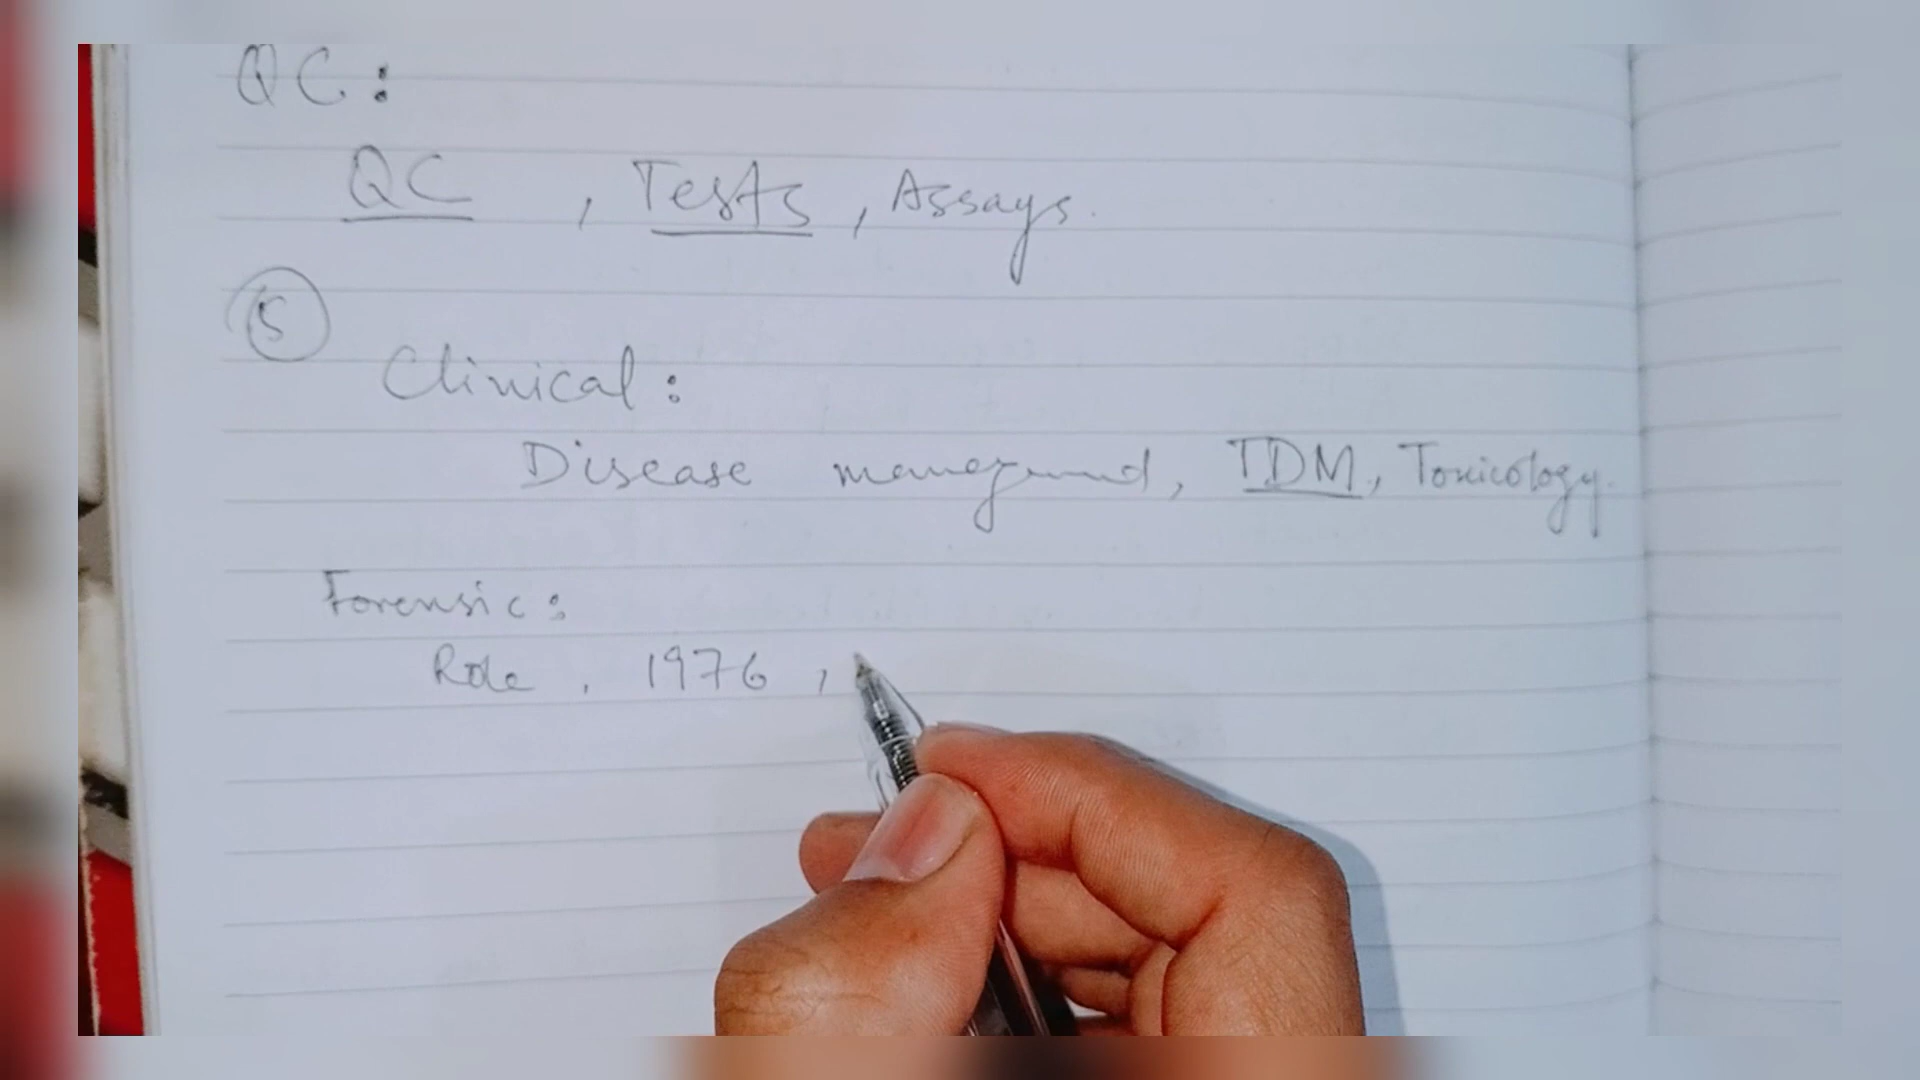 QC:
QC , Tests, Assays.
5
Clinical:
Disease management, TDM, Toxicology.
Forensic:
Role , 1976 ,